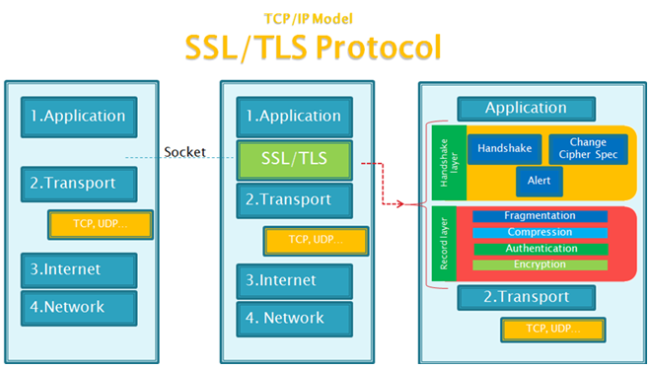 TCP/IP Model
SSL/TLS Protocol
1.Application
2.Transport
TCP, UDP...
3.Internet
4.Network
Socket
1.Application
SSL/TLS
2.Transport
TCP, UDP...
3.Internet
4. Network
Application
Handshake layer
Handshake
Change
Cipher Spec
Alert
Record layer
Fragmentation
Compression
Authentication
Encryption
2.Transport
TCP, UDP...